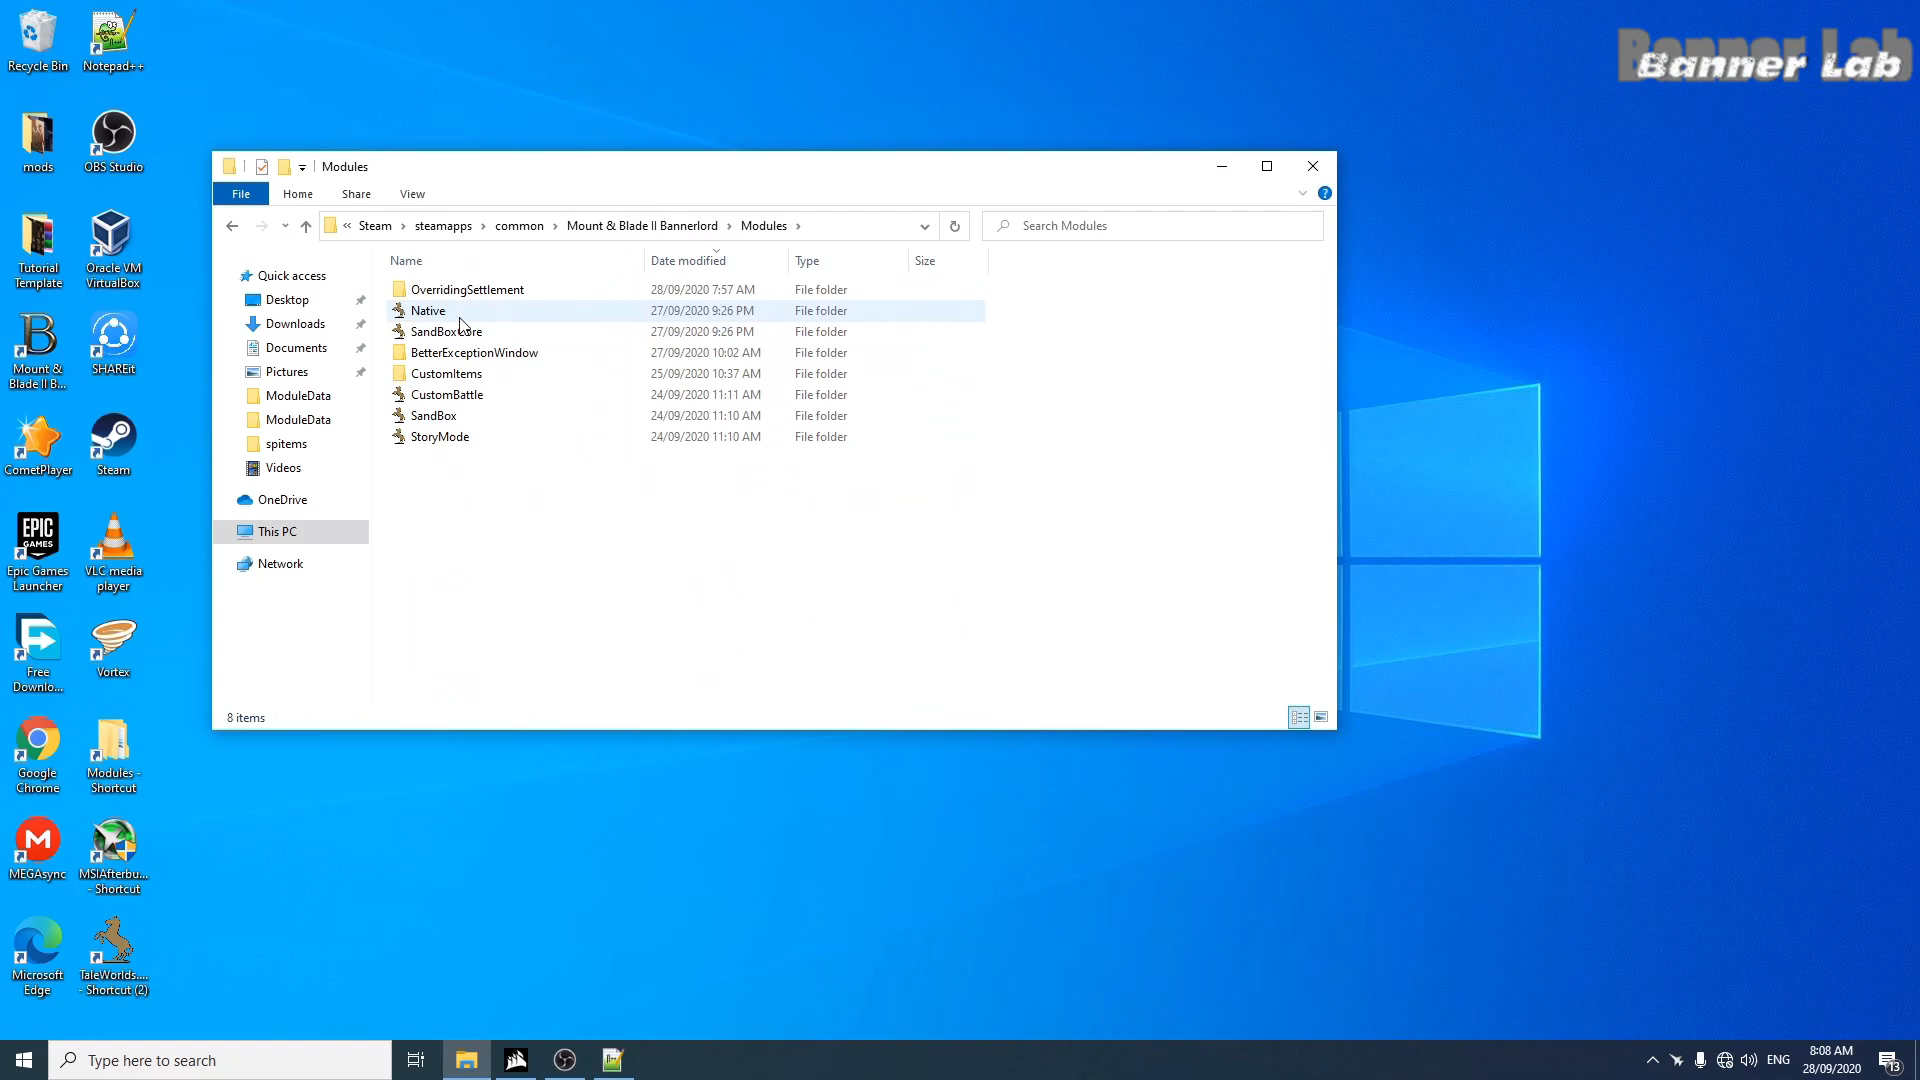 Recycle Bin
Notepad++
mods
OBS Studio
Tutorial
Template
Oracle VM
VirtualBox
Mount &
Blade II B...
SHAREit
CometPlayer
Steam
EPIC
GAMES
Epic Games
Launcher
VLC media
player
Free
Downlo...
Vortex
Google
Chrome
Modules -
Shortcut
MEGAsync
MSIAfterbu...
- Shortcut
Microsoft
Edge
TaleWorlds....
- Shortcut (2)
Banner Lab
Banner Lab
Modules
File Home Share View
« Steam › steamapps › common › Mount & Blade II Bannerlord › Modules ›
Search Modules
Name Date modified Type Size
Quick access
Desktop
Downloads
Documents
Pictures
ModuleData
ModuleData
spitems
Videos
OneDrive
This PC
Network
OverridingSettlement 28/09/2020 7:57 AM File folder
Native 27/09/2020 9:26 PM File folder
SandBoxCore 27/09/2020 9:26 PM File folder
BetterExceptionWindow 27/09/2020 10:02 AM File folder
CustomItems 25/09/2020 10:37 AM File folder
CustomBattle 24/09/2020 11:11 AM File folder
SandBox 24/09/2020 11:10 AM File folder
StoryMode 24/09/2020 11:10 AM File folder
8 items
Type here to search
ENG
8:08 AM
28/09/2020
13